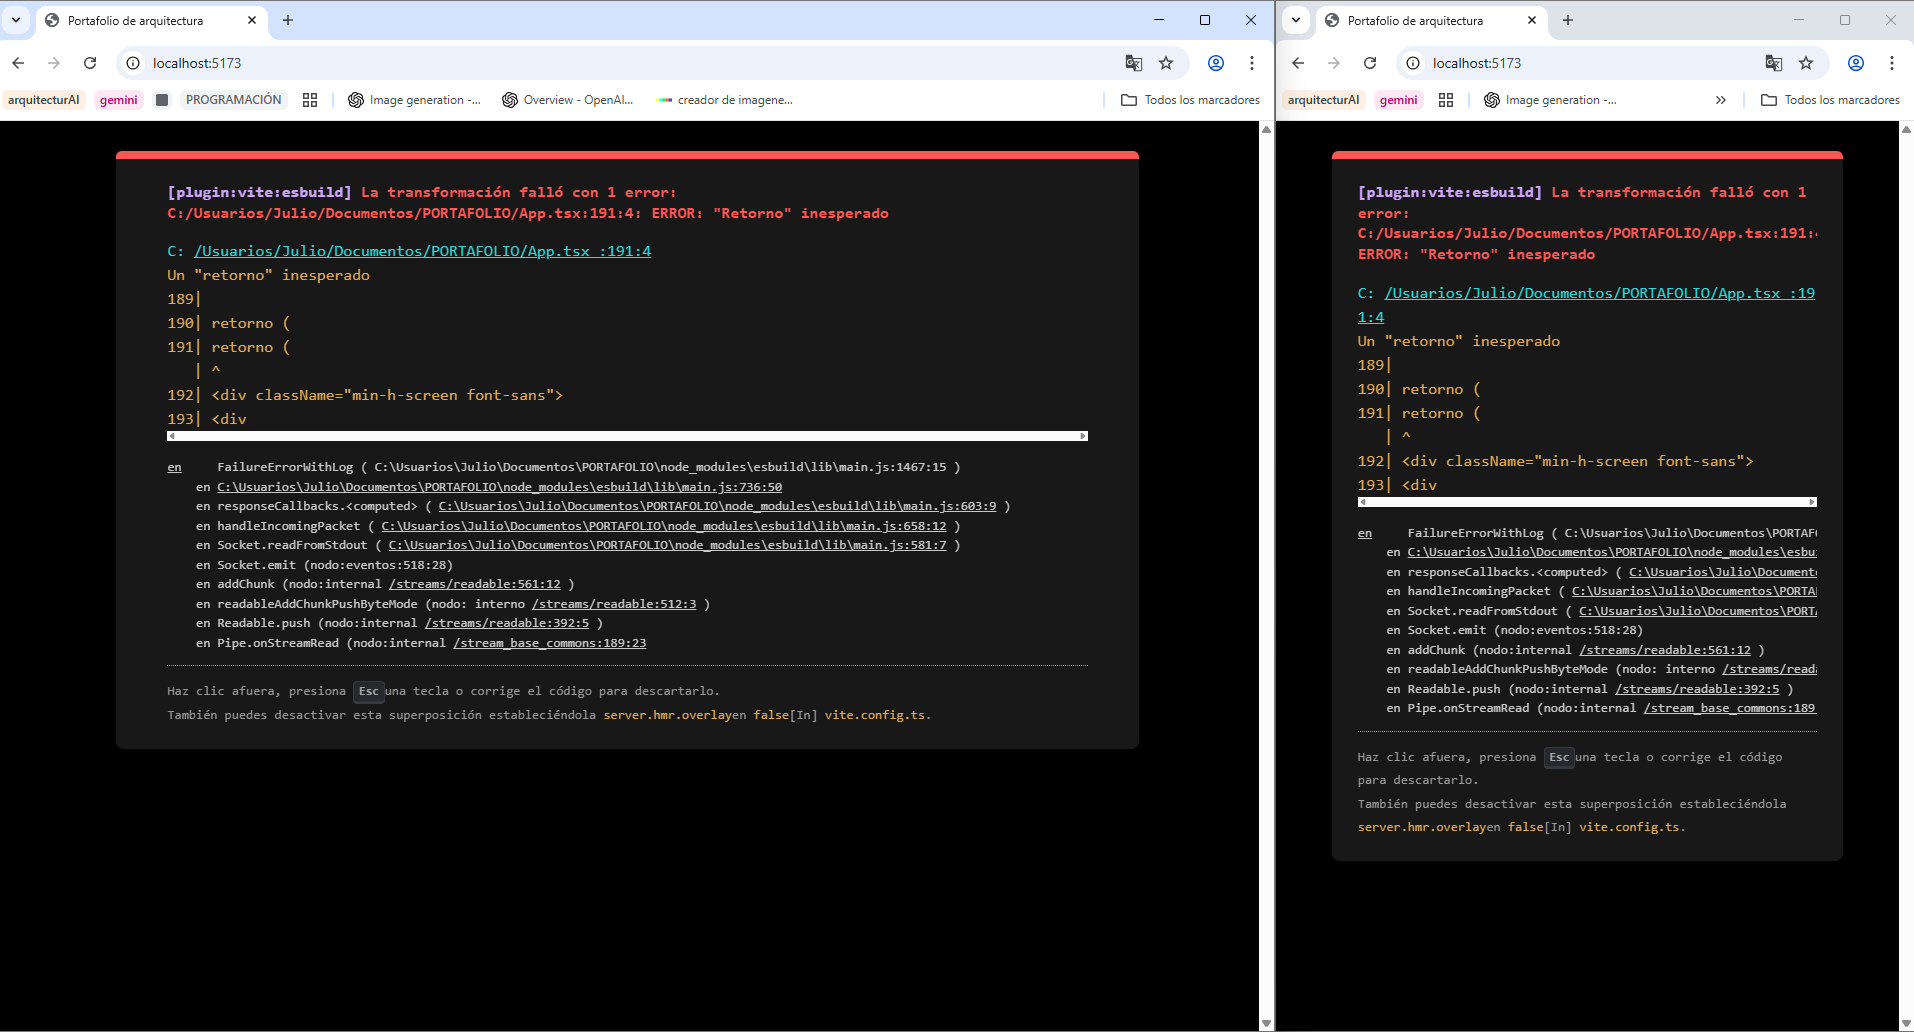 Portafolio de arquitectura
localhost:5173
arquitecturAI gemini PROGRAMACIÓN Image generation -... Overview - OpenAI... creador de imagene... Todos los marcadores
[plugin:vite:esbuild] La transformación falló con 1 error:
C:/Usuarios/Julio/Documentos/PORTAFOLIO/App.tsx:191:4: ERROR: "Retorno" inesperado
C: /Usuarios/Julio/Documentos/PORTAFOLIO/App.tsx :191:4
Un "retorno" inesperado
189|
190| retorno (
191| retorno (
| ^
192| <div className="min-h-screen font-sans">
193| <div
en FailureErrorWithLog ( C:\Usuarios\Julio\Documentos\PORTAFOLIO\node_modules\esbuild\lib\main.js:1467:15 )
en C:\Usuarios\Julio\Documentos\PORTAFOLIO\node_modules\esbuild\lib\main.js:736:50
en responseCallbacks.<computed> ( C:\Usuarios\Julio\Documentos\PORTAFOLIO\node_modules\esbuild\lib\main.js:603:9 )
en handleIncomingPacket ( C:\Usuarios\Julio\Documentos\PORTAFOLIO\node_modules\esbuild\lib\main.js:658:12 )
en Socket.readFromStdout ( C:\Usuarios\Julio\Documentos\PORTAFOLIO\node_modules\esbuild\lib\main.js:581:7 )
en Socket.emit (nodo:eventos:518:28)
en addChunk (nodo:internal /streams/readable:561:12 )
en readableAddChunkPushByteMode (nodo: interno /streams/readable:512:3 )
en Readable.push (nodo:internal /streams/readable:392:5 )
en Pipe.onStreamRead (nodo:internal /stream_base_commons:189:23
Haz clic afuera, presiona Esc una tecla o corrige el código para descartarlo.
También puedes desactivar esta superposición estableciéndola server.hmr.overlayen false[In] vite.config.ts.
Portafolio de arquitectura
localhost:5173
arquitecturAI gemini Image generation -... » Todos los marcadores
[plugin:vite:esbuild] La transformación falló con 1
error:
C:/Usuarios/Julio/Documentos/PORTAFOLIO/App.tsx:191:4
ERROR: "Retorno" inesperado
C: /Usuarios/Julio/Documentos/PORTAFOLIO/App.tsx :19
1:4
Un "retorno" inesperado
189|
190| retorno (
191| retorno (
| ^
192| <div className="min-h-screen font-sans">
193| <div
en FailureErrorWithLog ( C:\Usuarios\Julio\Documentos\PORTAF
en C:\Usuarios\Julio\Documentos\PORTAFOLIO\node_modules\esbu
en responseCallbacks.<computed> ( C:\Usuarios\Julio\Document
en handleIncomingPacket ( C:\Usuarios\Julio\Documentos\PORTA
en Socket.readFromStdout ( C:\Usuarios\Julio\Documentos\PORT
en Socket.emit (nodo:eventos:518:28)
en addChunk (nodo:internal /streams/readable:561:12 )
en readableAddChunkPushByteMode (nodo: interno /streams/read
en Readable.push (nodo:internal /streams/readable:392:5 )
en Pipe.onStreamRead (nodo:internal /stream_base_commons:189
Haz clic afuera, presiona Esc una tecla o corrige el código
para descartarlo.
También puedes desactivar esta superposición estableciéndola
server.hmr.overlayen false[In] vite.config.ts.